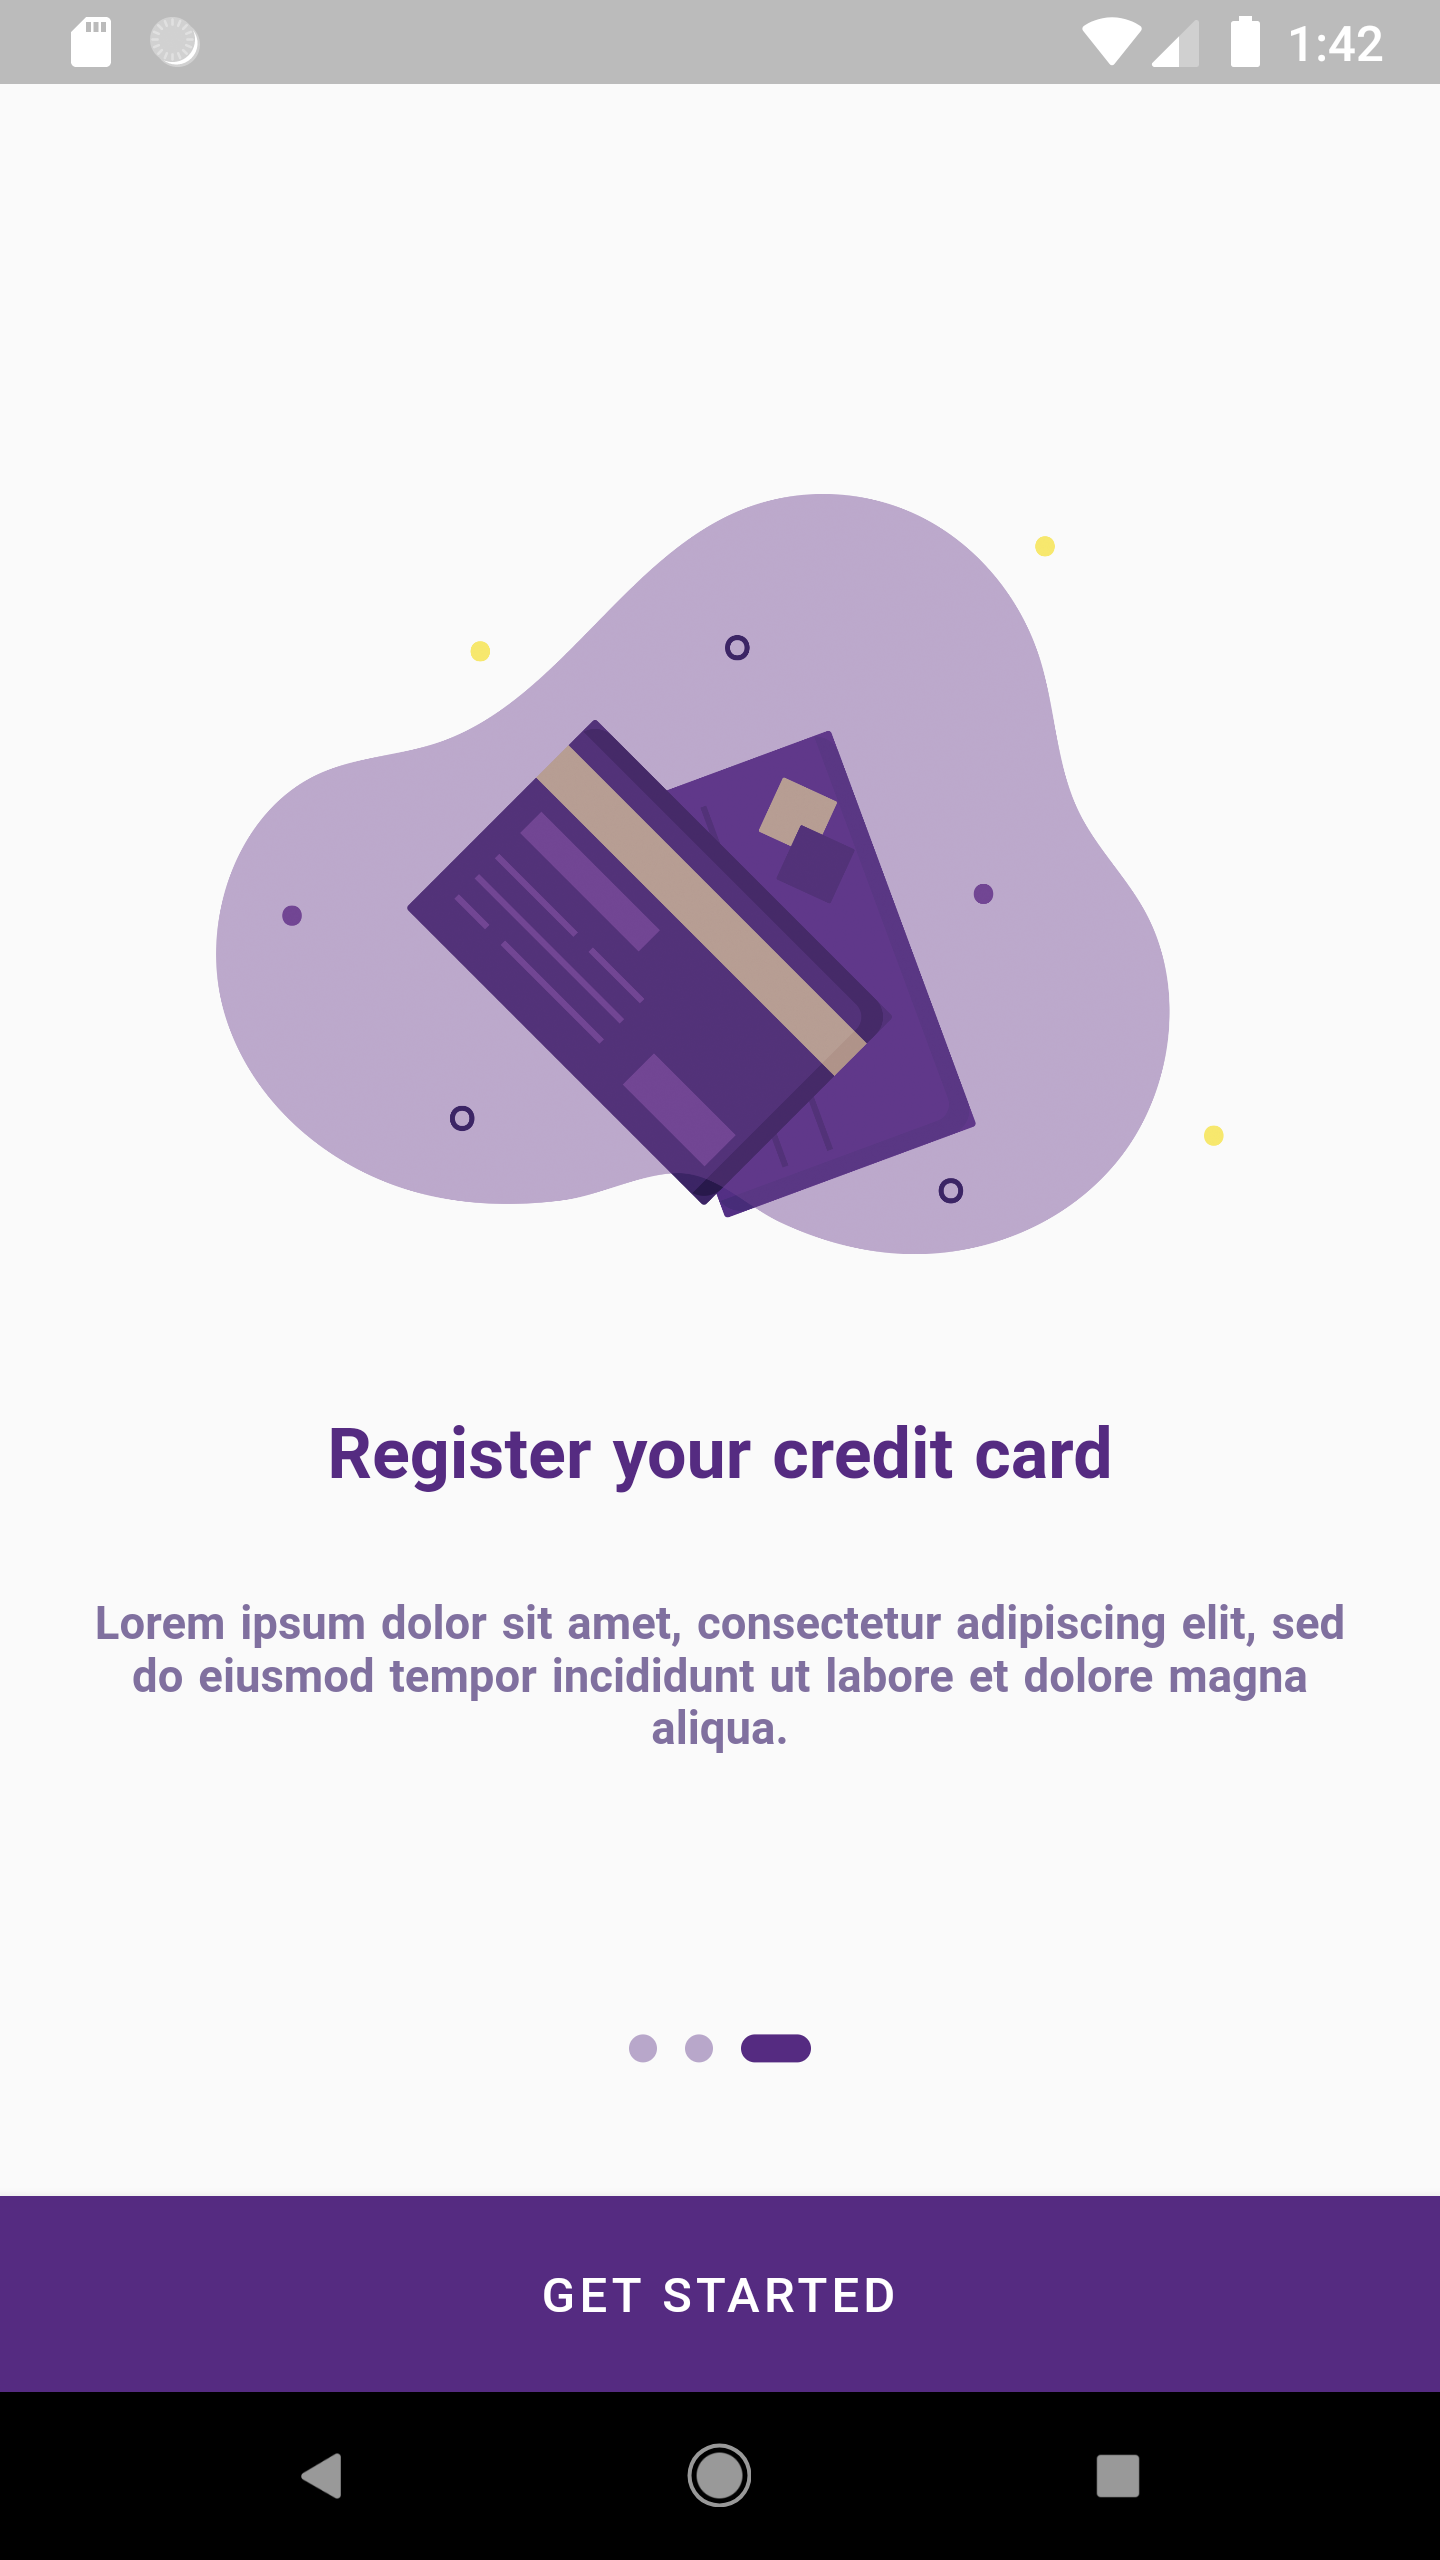 1:42
Register your credit card
Lorem ipsum dolor sit amet, consectetur adipiscing elit, sed
do eiusmod tempor incididunt ut labore et dolore magna
aliqua.
GET STARTED